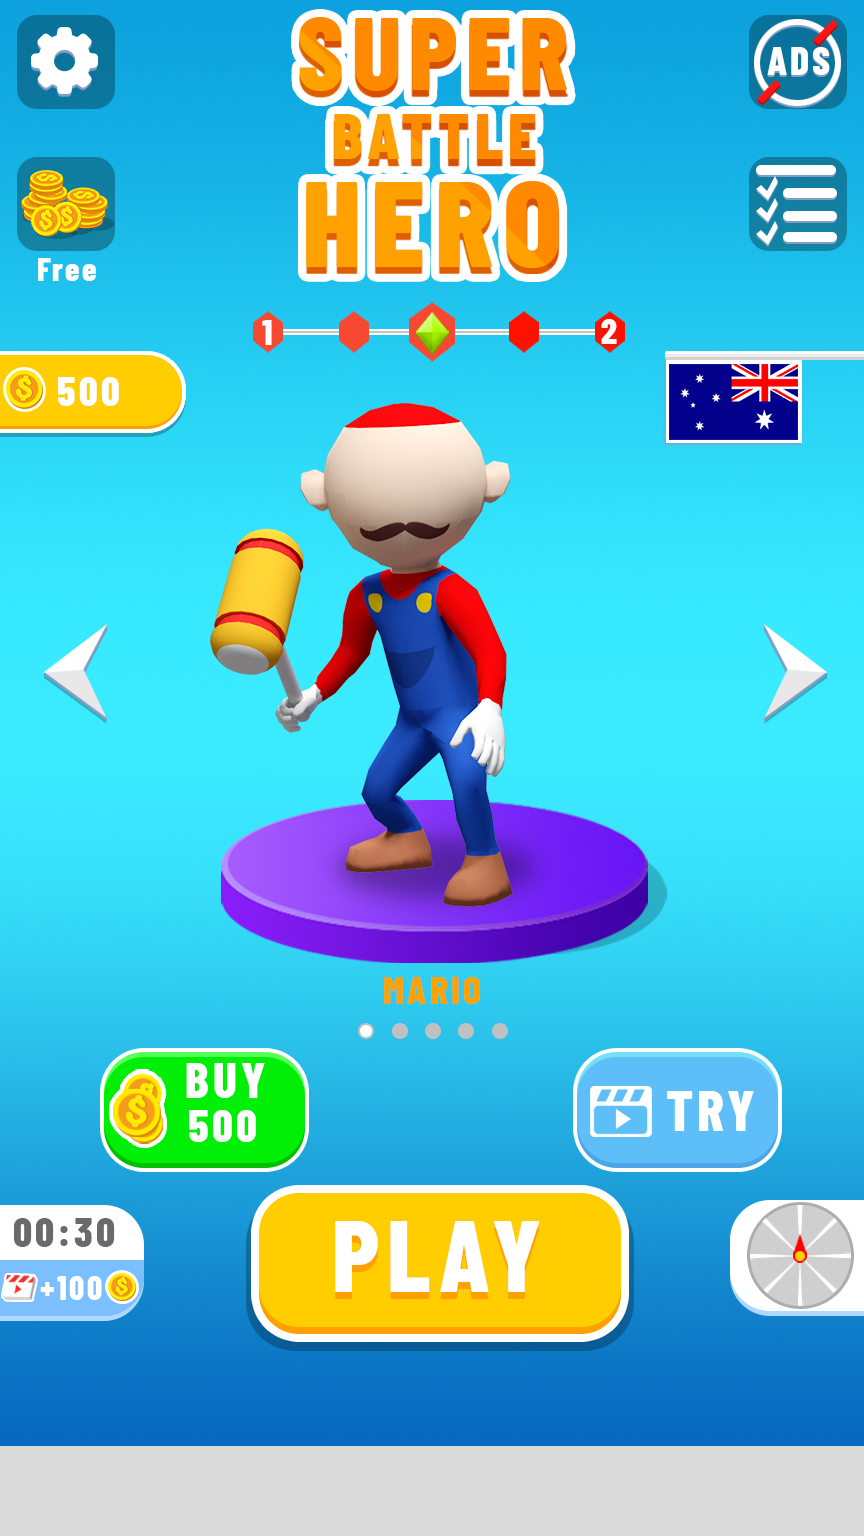 SUPER
BATTLE
HERO
ADS
Free
1
2
500
MARIO
BUY
500
TRY
00:30
+100
PLAY